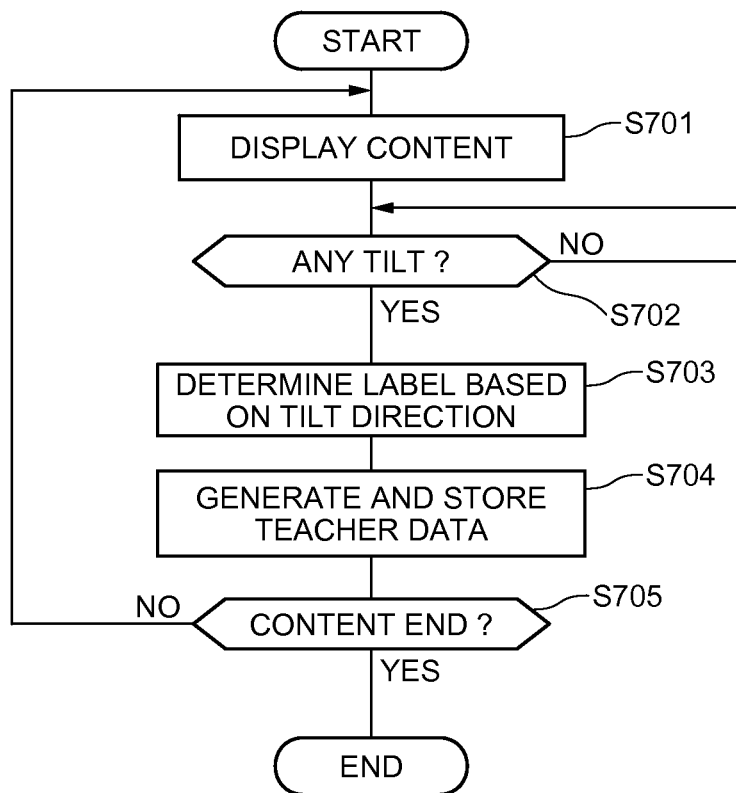 START
DISPLAY CONTENT
S701
ANY TILT ?
NO
S702
YES
DETERMINE LABEL BASED
ON TILT DIRECTION
S703
GENERATE AND STORE
TEACHER DATA
S704
NO
CONTENT END ?
S705
YES
END